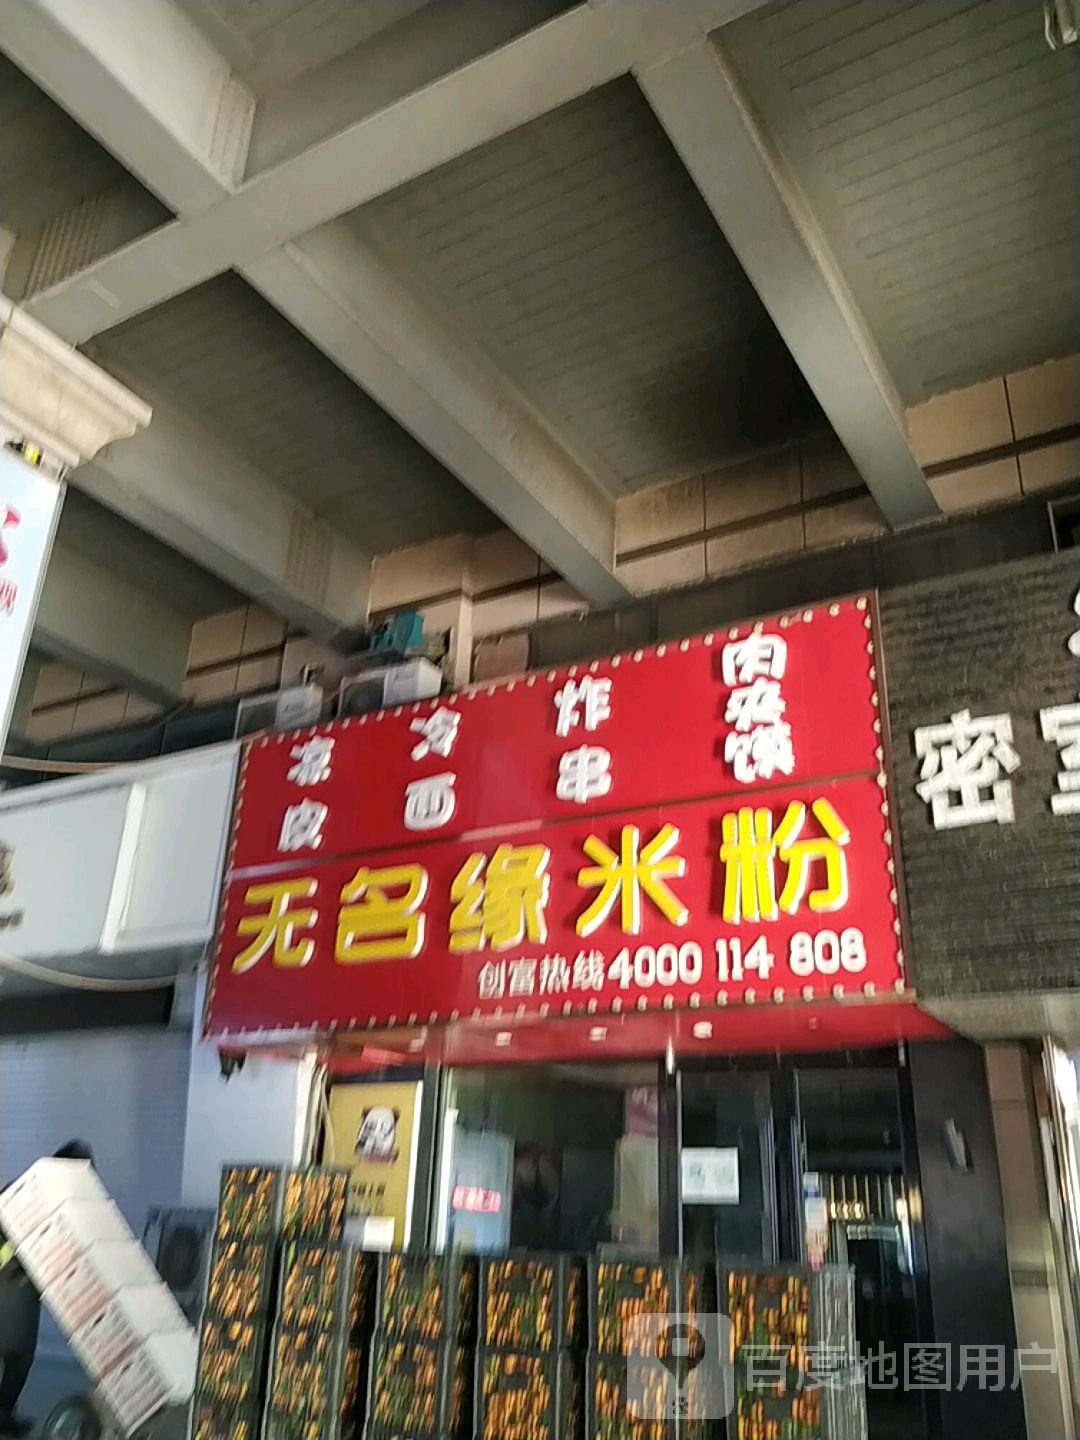 凉皮
冷面
炸串
肉夹馍
无名缘米粉
创富热线4000 114 808
密室
百度地图用户